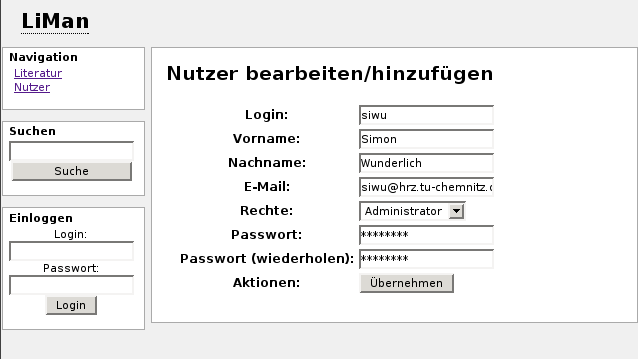 LiMan
Navigation
Literatur
Nutzer
Suchen
Suche
Einloggen
Login:
Passwort:
Login
Nutzer bearbeiten/hinzufügen
Login: siwu
Vorname: Simon
Nachname: Wunderlich
E-Mail: siwu@hrz.tu-chemnitz.c
Rechte: Administrator
Passwort: ********
Passwort (wiederholen): ********
Aktionen: Übernehmen